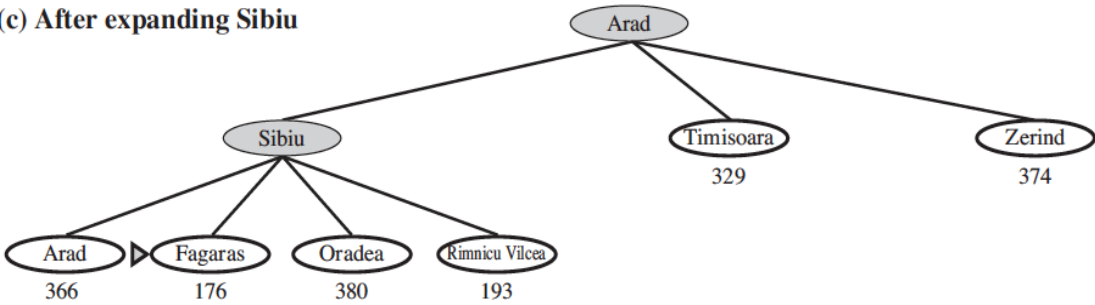 (c) After expanding Sibiu
Arad
Sibiu
Timisoara
Zerind
329
374
Arad
Fagaras
Oradea
Rimnicu Vilcea
366
176
380
193